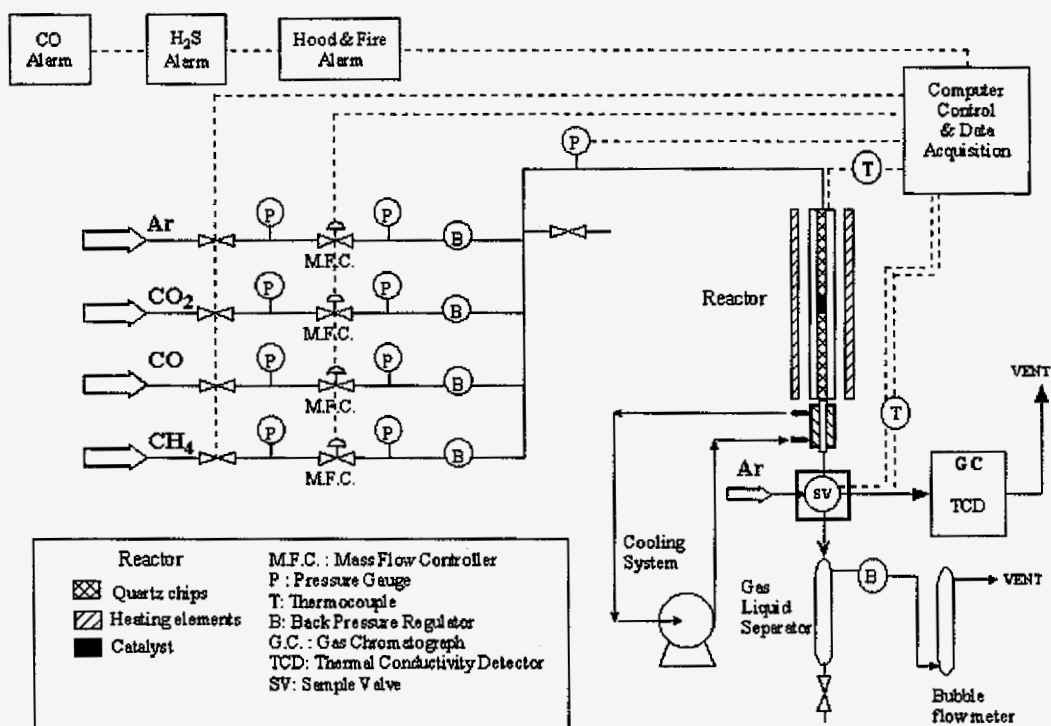 CO
Alarm
H₂S
Alarm
Hood & Fire
Alarm
Computer
Control
& Data
Acquisition
P
T
Ar
P
P
B
M.F.C.
CO₂
P
P
B
M.F.C.
Reactor
CO
P
P
B
M.F.C.
VENT
T
CH₄
P
P
B
M.F.C.
Ar
SV
GC
TCD
Cooling
System
Gas
Liquid
Separator
B
VENT
Bubble
flow meter
Reactor
Quartz chips
Heating elements
Catalyst
M.F.C. : Mass Flow Controller
P : Pressure Gauge
T: Thermocouple
B: Back Pressure Regulator
G.C. : Gas Chromatograph
TCD: Thermal Conductivity Detector
SV: Sample Valve